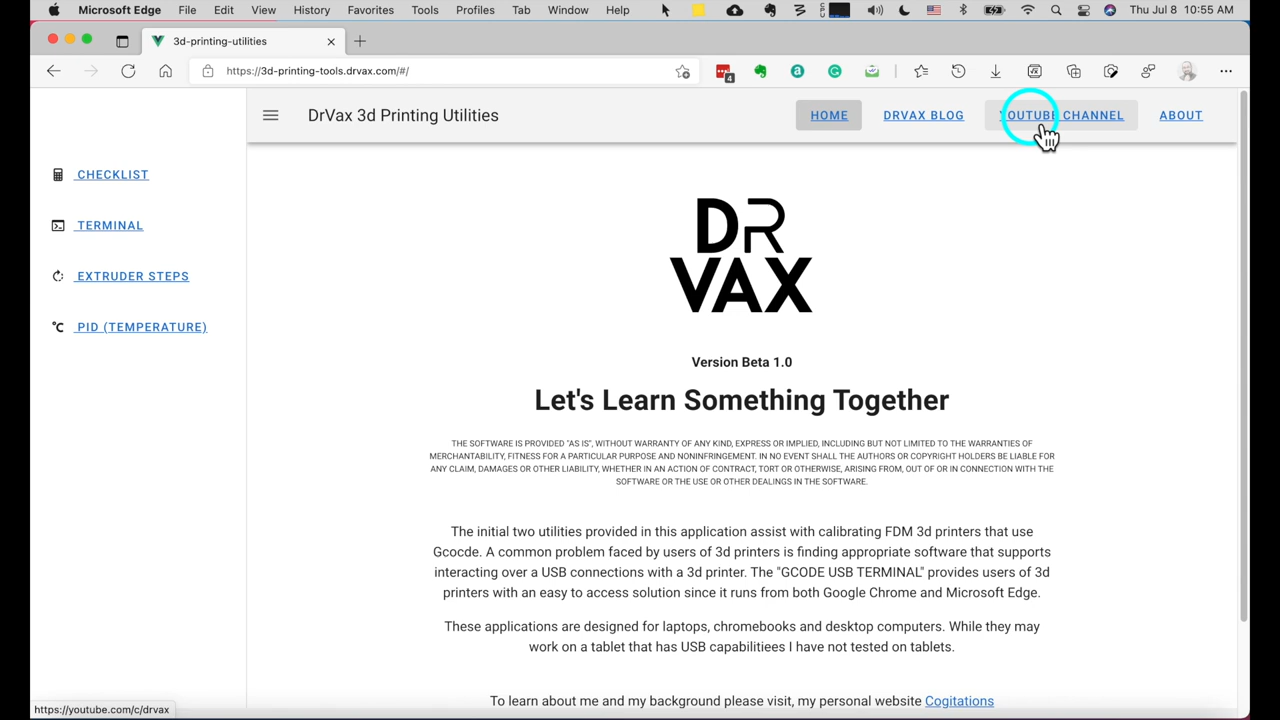 Microsoft Edge File Edit View History Favorites Tools Profiles Tab Window Help Thu Jul 8 10:55 AM
3d-printing-utilities
https://3d-printing-tools.drvax.com/#/
4
DrVax 3d Printing Utilities
HOME DRVAX BLOG YOUTUBE CHANNEL ABOUT
CHECKLIST
TERMINAL
EXTRUDER STEPS
°C PID (TEMPERATURE)
DR
VAX
Version Beta 1.0
Let's Learn Something Together
THE SOFTWARE IS PROVIDED "AS IS", WITHOUT WARRANTY OF ANY KIND, EXPRESS OR IMPLIED, INCLUDING BUT NOT LIMITED TO THE WARRANTIES OF
MERCHANTABILITY, FITNESS FOR A PARTICULAR PURPOSE AND NONINFRINGEMENT. IN NO EVENT SHALL THE AUTHORS OR COPYRIGHT HOLDERS BE LIABLE FOR
ANY CLAIM, DAMAGES OR OTHER LIABILITY, WHETHER IN AN ACTION OF CONTRACT, TORT OR OTHERWISE, ARISING FROM, OUT OF OR IN CONNECTION WITH THE
SOFTWARE OR THE USE OR OTHER DEALINGS IN THE SOFTWARE.
The initial two utilities provided in this application assist with calibrating FDM 3d printers that use
Gcocde. A common problem faced by users of 3d printers is finding appropriate software that supports
interacting over a USB connections with a 3d printer. The "GCODE USB TERMINAL" provides users of 3d
printers with an easy to access solution since it runs from both Google Chrome and Microsoft Edge.
These applications are designed for laptops, chromebooks and desktop computers. While they may
work on a tablet that has USB capabilitiees I have not tested on tablets.
To learn about me and my background please visit, my personal website Cogitations
https://youtube.com/c/drvax